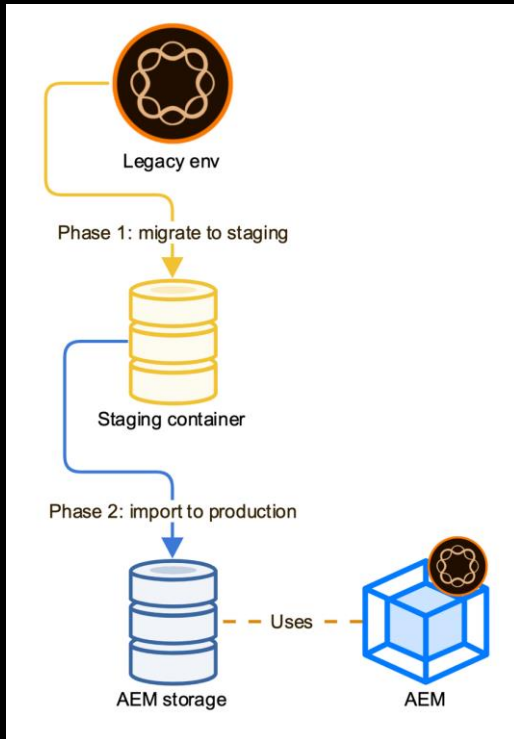 Legacy env
Phase 1: migrate to staging
Staging container
Phase 2: import to production
Uses
AEM storage
AEM